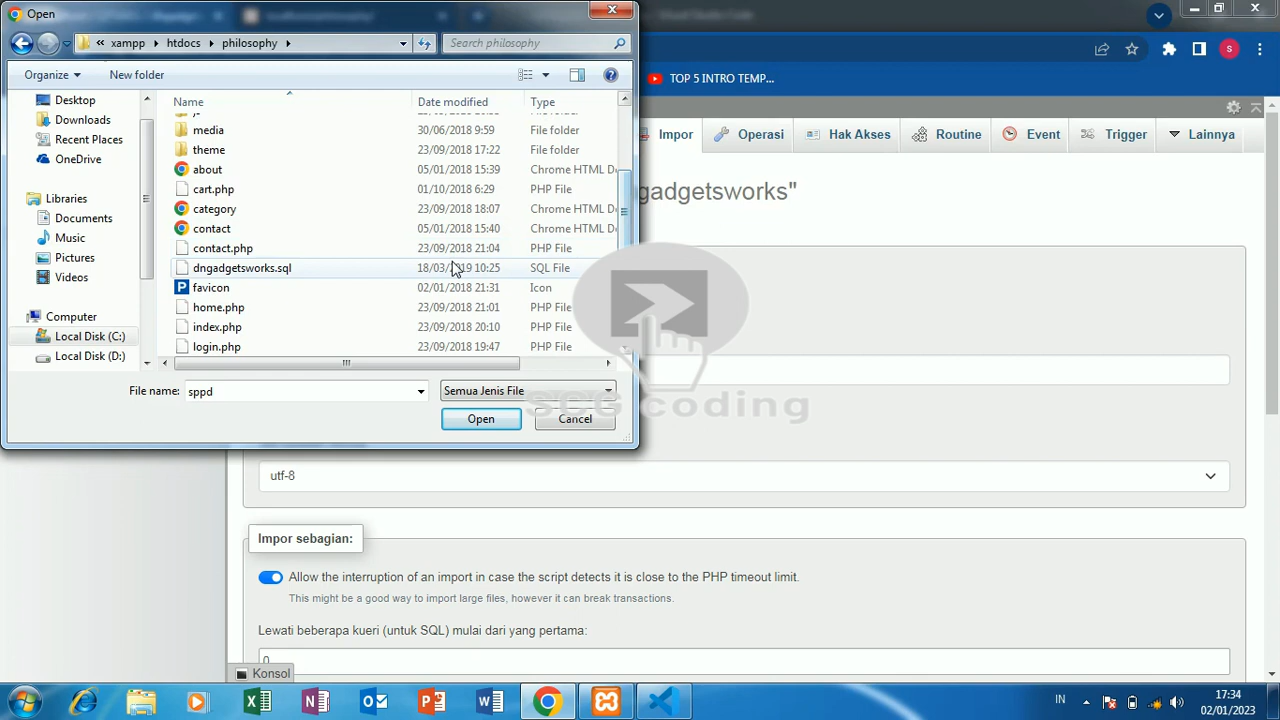 Open
« xampp ▸ htdocs ▸ philosophy ▸
Search philosophy
Organize
New folder
Desktop
Downloads
Recent Places
OneDrive
Libraries
Documents
Music
Pictures
Videos
Computer
Local Disk (C:)
Local Disk (D:)
Name Date modified Type
media 30/06/2018 9:59 File folder
theme 23/09/2018 17:22 File folder
about 05/01/2018 15:39 Chrome HTML Do
cart.php 01/10/2018 6:29 PHP File
category 23/09/2018 18:07 Chrome HTML Do
contact 05/01/2018 15:40 Chrome HTML Do
contact.php 23/09/2018 21:04 PHP File
dngadgetsworks.sql 18/03/2019 10:25 SQL File
favicon 02/01/2018 21:31 Icon
home.php 23/09/2018 21:01 PHP File
index.php 23/09/2018 20:10 PHP File
login.php 23/09/2018 19:47 PHP File
File name: sppd
Semua Jenis File
Open
Cancel
TOP 5 INTRO TEMP...
S
Impor
Operasi
Hak Akses
Routine
Event
Trigger
Lainnya
gadgetsworks"
SCG coding
utf-8
Impor sebagian:
Allow the interruption of an import in case the script detects it is close to the PHP timeout limit.
This might be a good way to import large files, however it can break transactions.
Lewati beberapa kueri (untuk SQL) mulai dari yang pertama:
0
Konsol
IN
17:34
02/01/2023